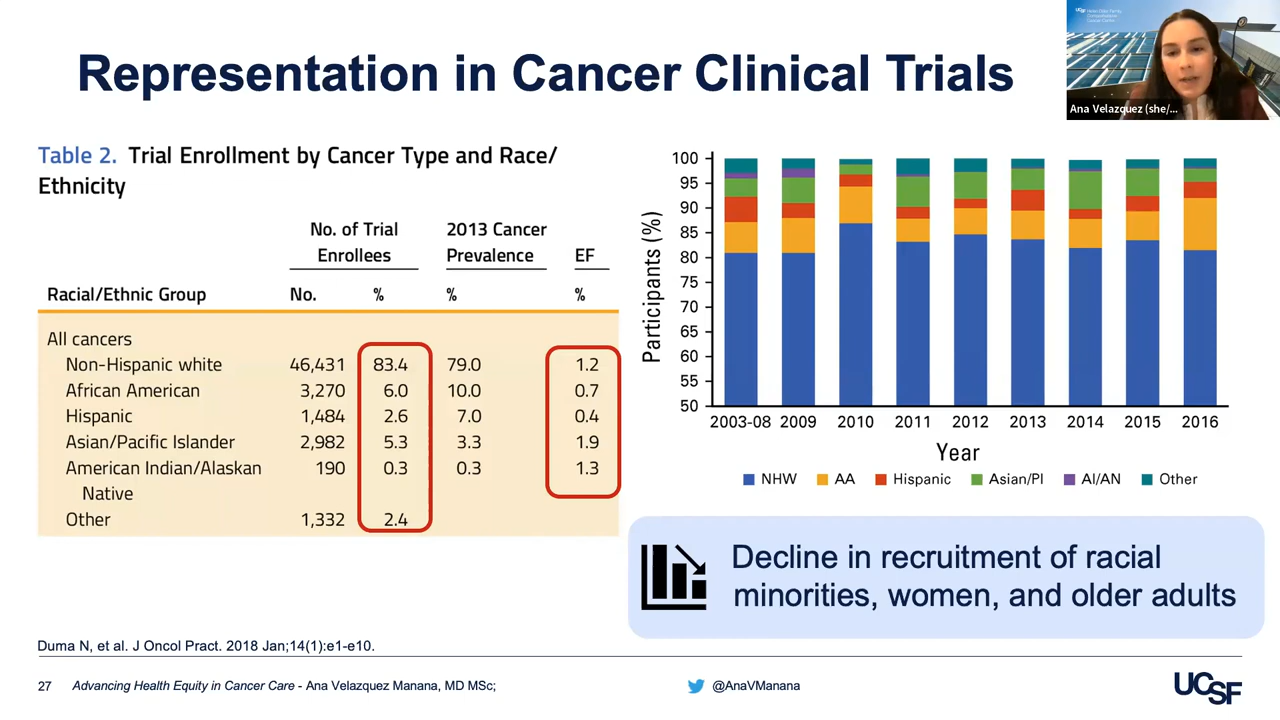 Representation in Cancer Clinical Trials
UCSF Helen Diller Family
Comprehensive
Cancer Center
Ana Velazquez (she/...
Table 2. Trial Enrollment by Cancer Type and Race/
Ethnicity
No. of Trial
Enrollees
2013 Cancer
Prevalence
EF
Racial/Ethnic Group No. % % %
All cancers
Non-Hispanic white 46,431 83.4 79.0 1.2
African American 3,270 6.0 10.0 0.7
Hispanic 1,484 2.6 7.0 0.4
Asian/Pacific Islander 2,982 5.3 3.3 1.9
American Indian/Alaskan 190 0.3 0.3 1.3
Native
Other 1,332 2.4
Participants (%)
100
95
90
85
80
75
70
65
60
55
50
2003-08 2009 2010 2011 2012 2013 2014 2015 2016
Year
NHW AA Hispanic Asian/PI AI/AN Other
Decline in recruitment of racial
minorities, women, and older adults
Duma N, et al. J Oncol Pract. 2018 Jan;14(1):e1-e10.
27 Advancing Health Equity in Cancer Care - Ana Velazquez Manana, MD MSc;
@AnaVManana
UCSF